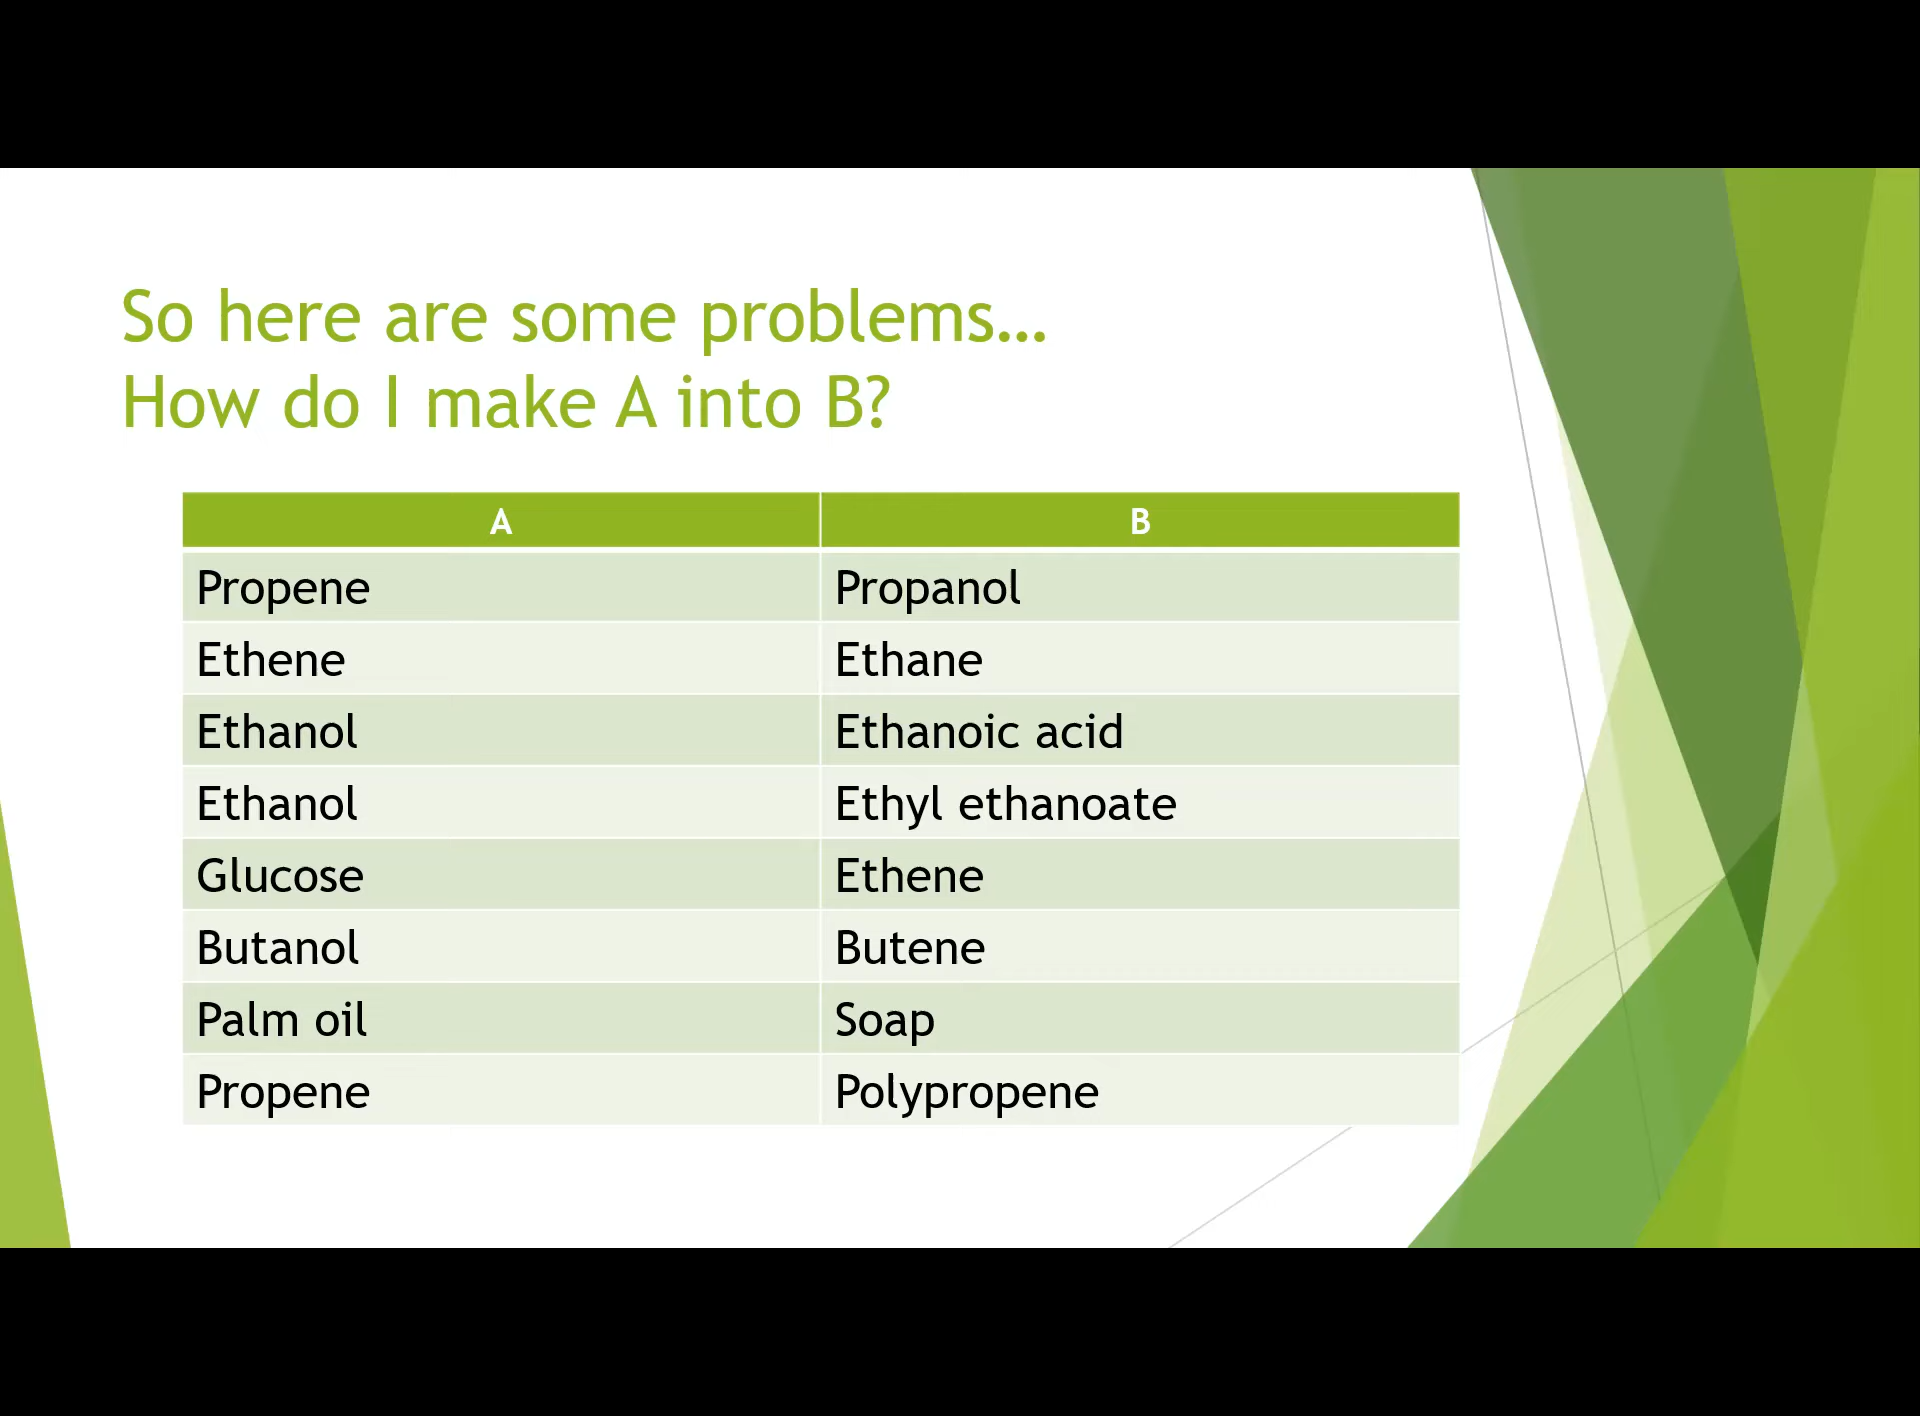 So here are some problems…
How do I make A into B?
A B
Propene Propanol
Ethene Ethane
Ethanol Ethanoic acid
Ethanol Ethyl ethanoate
Glucose Ethene
Butanol Butene
Palm oil Soap
Propene Polypropene